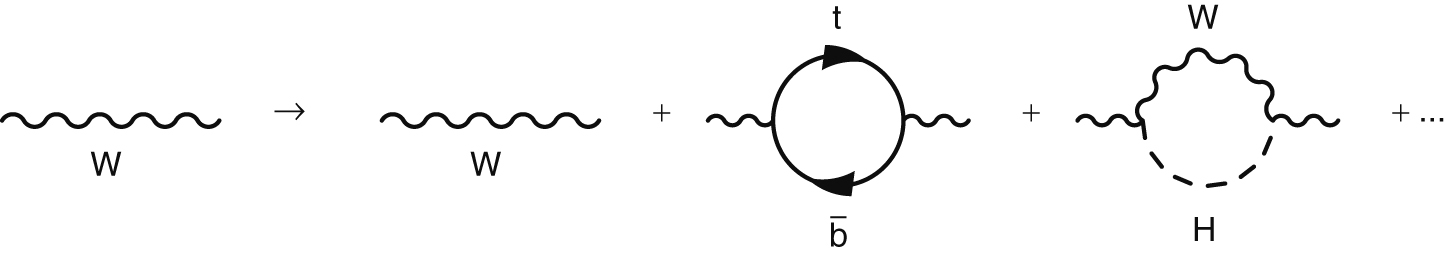 t W
→ + + + ...
W W
b̄ H